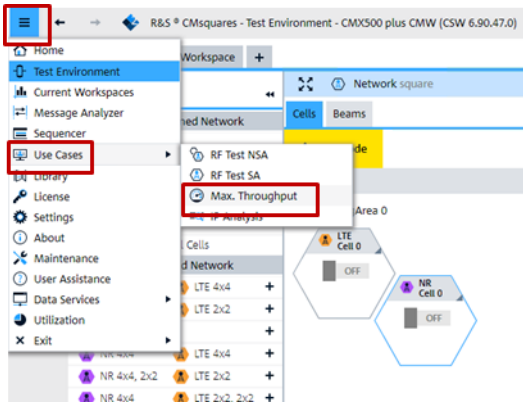 R&S ® CMsquares - Test Environment - CMX500 plus CMW (CSW 6.90.47.0)
Home
Test Environment
Current Workspaces
Message Analyzer
Sequencer
Use Cases
Library
License
Settings
About
Maintenance
User Assistance
Data Services
Utilization
Exit
RF Test NSA
RF Test SA
Max. Throughput
IP Analysis
Workspace +
Network square
Cells Beams
ned Network
de
gArea 0
LTE
Cell 0
OFF
NR
Cell 0
OFF
l Cells
d Network
LTE 4x4 +
LTE 2x2 +
+
NR 4x4 LTE 4x4 +
NR 4x4, 2x2 LTE 2x2 +
NR 4x4 LTE 2x2, 2x2 +